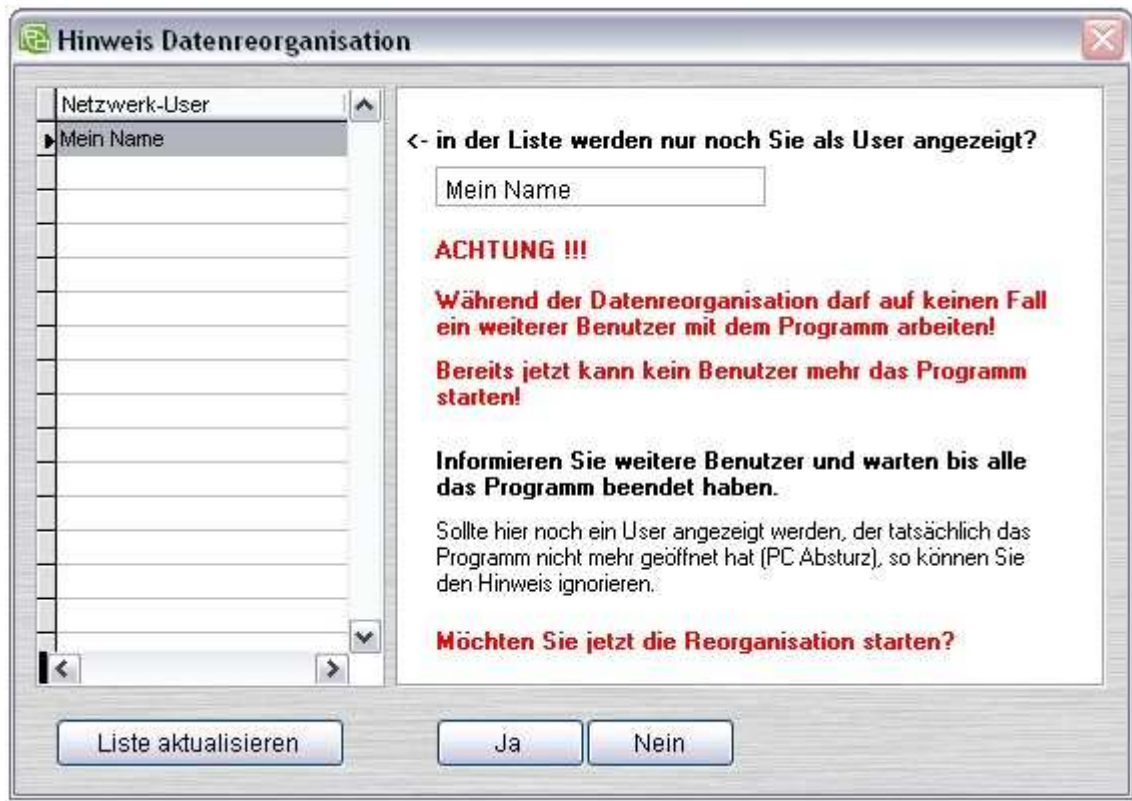 Hinweis Datenreorganisation
Netzwerk-User
Mein Name
<- in der Liste werden nur noch Sie als User angezeigt?
Mein Name
ACHTUNG !!!
Während der Datenreorganisation darf auf keinen Fall
ein weiterer Benutzer mit dem Programm arbeiten!
Bereits jetzt kann kein Benutzer mehr das Programm
starten!
Informieren Sie weitere Benutzer und warten bis alle
das Programm beendet haben.
Sollte hier noch ein User angezeigt werden, der tatsächlich das
Programm nicht mehr geöffnet hat (PC Absturz), so können Sie
den Hinweis ignorieren.
Möchten Sie jetzt die Reorganisation starten?
Liste aktualisieren
Ja
Nein